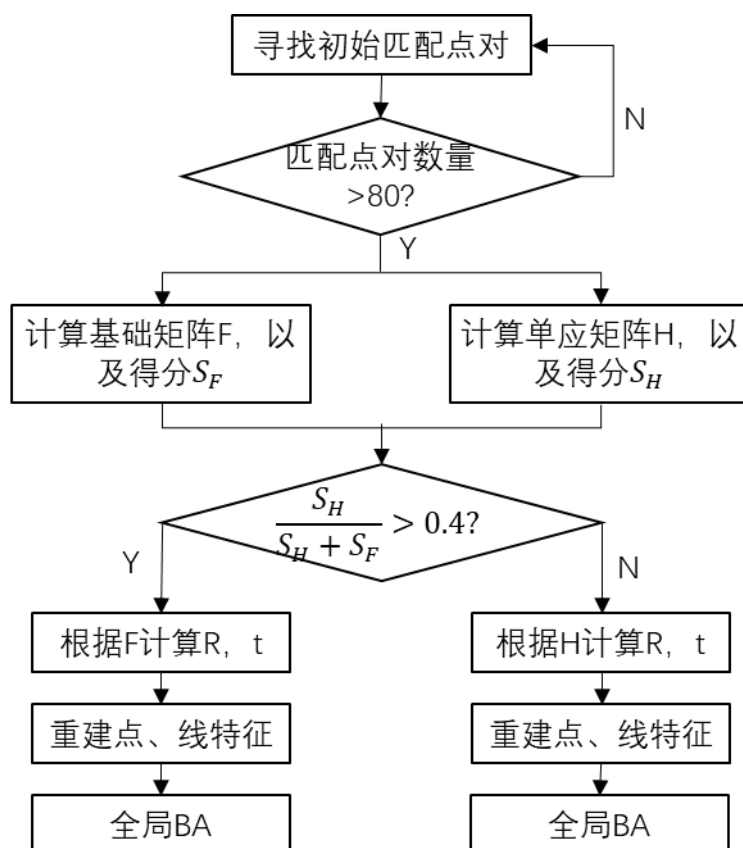 寻找初始匹配点对
N
匹配点对数量
>80?
Y
计算基础矩阵F，以
及得分S_F
计算单应矩阵H，以
及得分S_H
S_H / (S_H + S_F) > 0.4?
Y
N
根据F计算R，t
根据H计算R，t
重建点、线特征
重建点、线特征
全局BA
全局BA